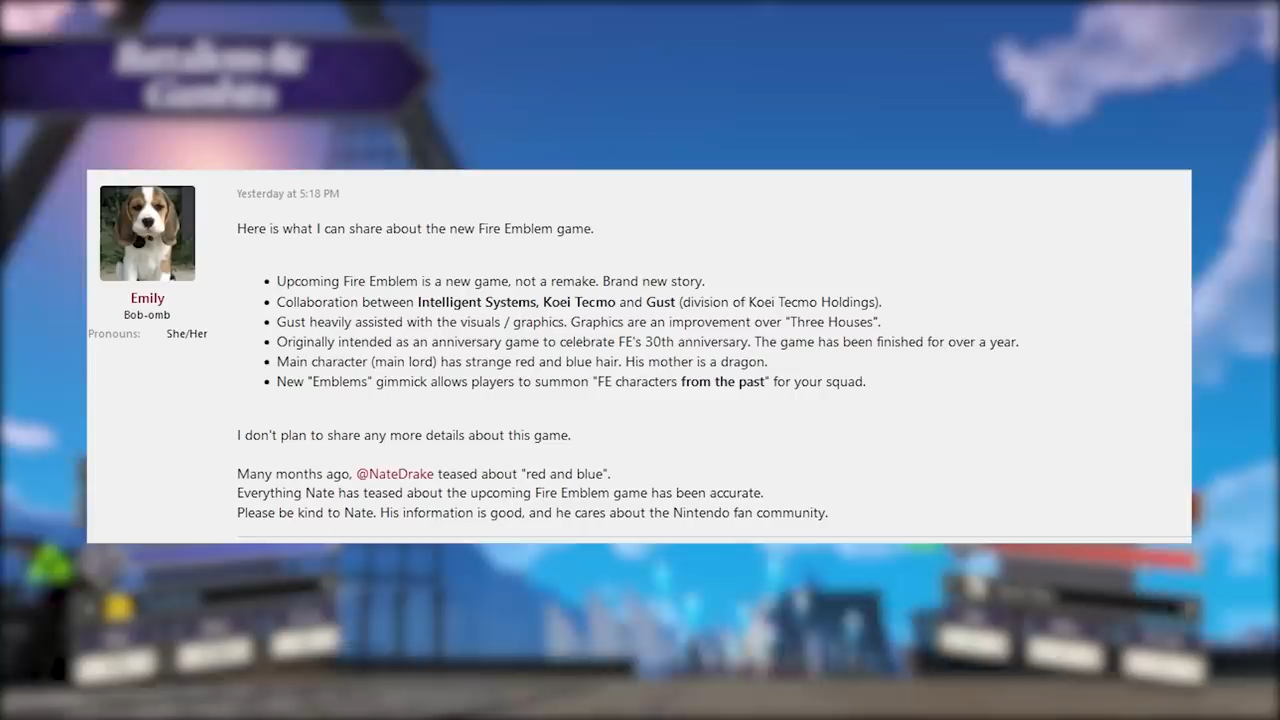 Yesterday at 5:18 PM
Here is what I can share about the new Fire Emblem game.
Emily
Bob-omb
Pronouns: She/Her
• Upcoming Fire Emblem is a new game, not a remake. Brand new story.
• Collaboration between Intelligent Systems, Koei Tecmo and Gust (division of Koei Tecmo Holdings).
• Gust heavily assisted with the visuals / graphics. Graphics are an improvement over "Three Houses".
• Originally intended as an anniversary game to celebrate FE's 30th anniversary. The game has been finished for over a year.
• Main character (main lord) has strange red and blue hair. His mother is a dragon.
• New "Emblems" gimmick allows players to summon "FE characters from the past" for your squad.
I don't plan to share any more details about this game.
Many months ago, @NateDrake teased about "red and blue".
Everything Nate has teased about the upcoming Fire Emblem game has been accurate.
Please be kind to Nate. His information is good, and he cares about the Nintendo fan community.